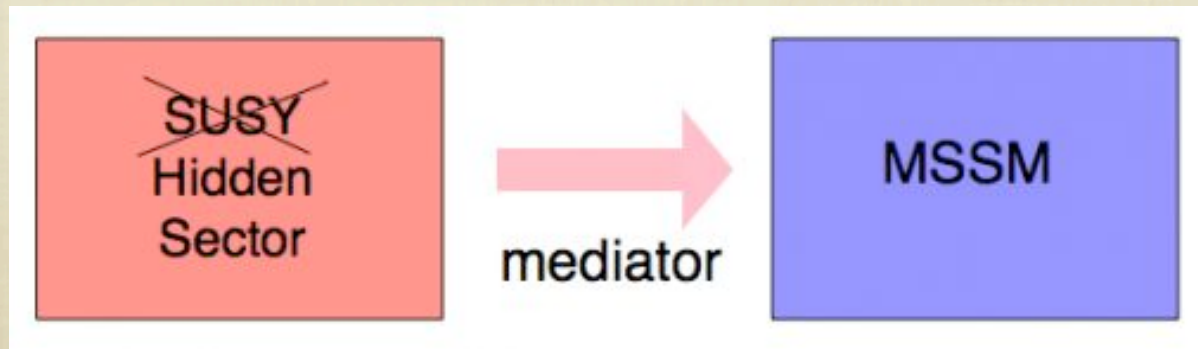 SUSY
Hidden
Sector
mediator
MSSM